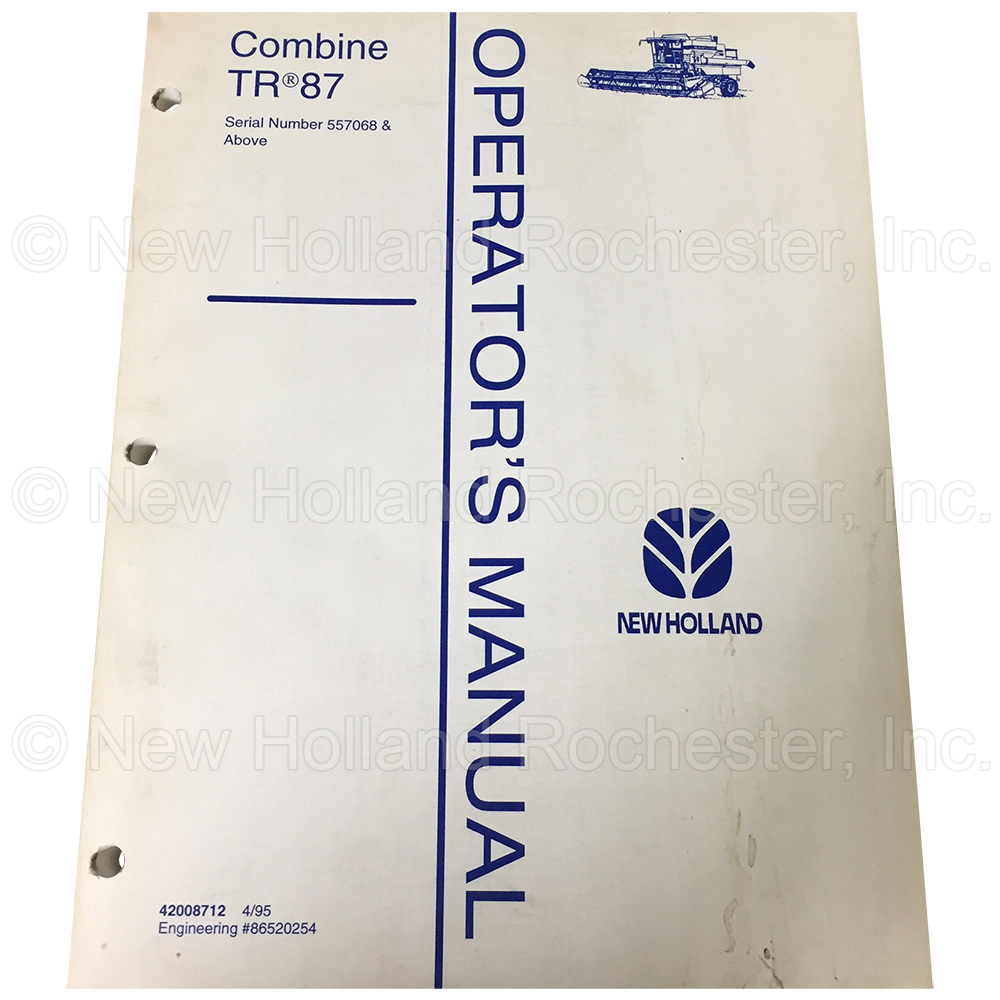 Combine
TR®87
Serial Number 557068 &
Above
OPERATOR'S MANUAL
NEW HOLLAND
42008712 4/95
Engineering #86520254
© New Holland Rochester, Inc.
© New Holland Rochester, Inc.
© New Holland Rochester, Inc.